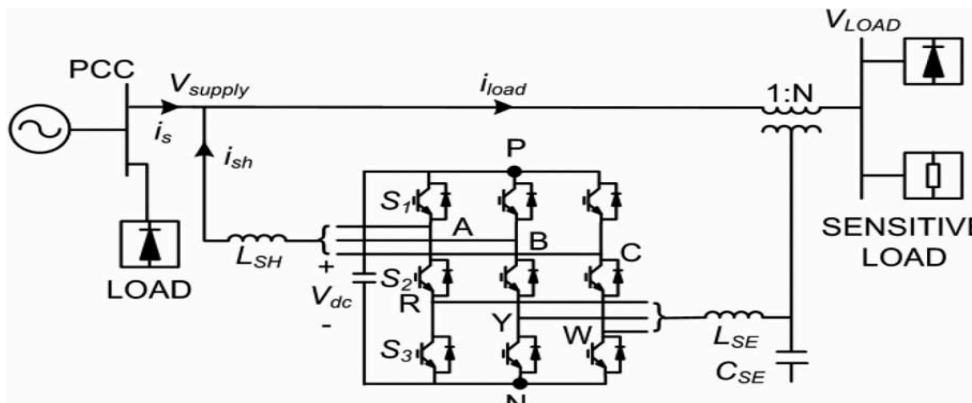 V_LOAD
PCC
V_supply
i_load
1:N
i_s
i_sh
P
S_1
A
B
C
L_SH
+
V_dc
-
S_2
R
Y
W
S_3
N
L_SE
C_SE
LOAD
SENSITIVE
LOAD